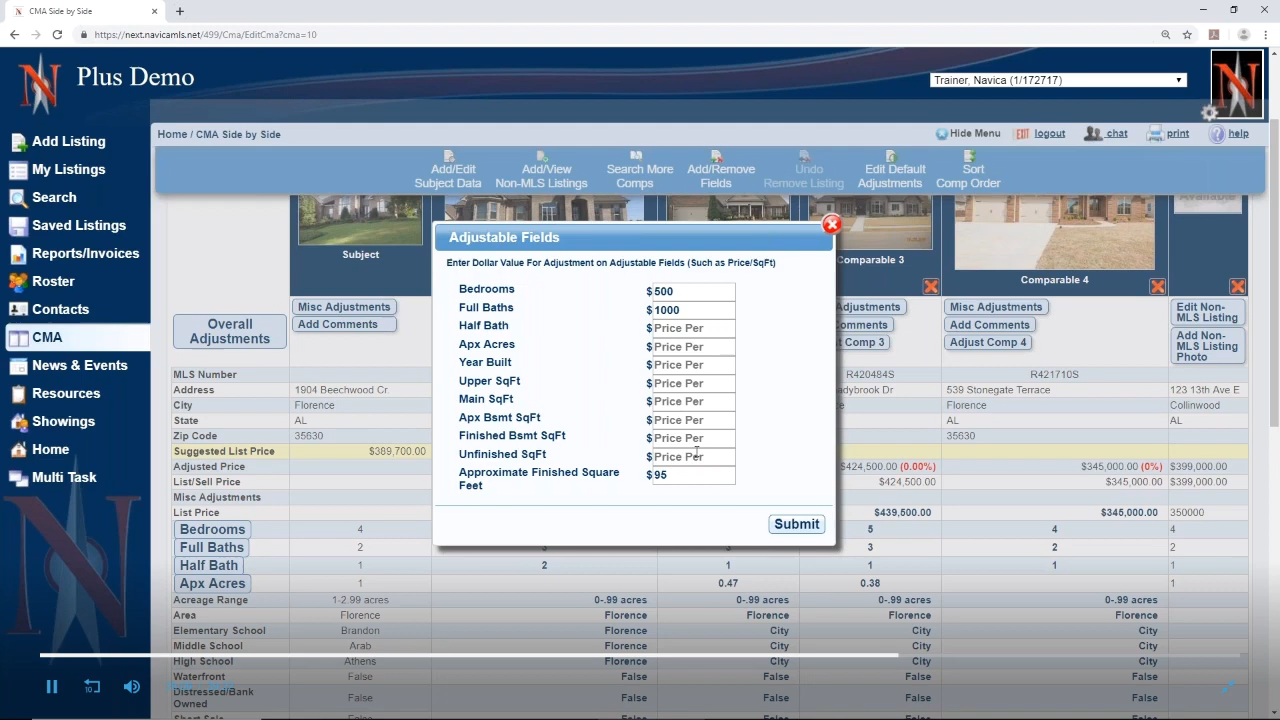 CMA Side by Side
https://next.navicamls.net/499/Cma/EditCma?cma=10
Plus Demo
Trainer, Navica (1/172717)
Home / CMA Side by Side
Hide Menu
EXIT logout
chat
print
help
Add Listing
My Listings
Search
Saved Listings
Reports/Invoices
Roster
Contacts
CMA
News & Events
Resources
Showings
Home
Multi Task
Add/Edit Subject Data
Add/View Non-MLS Listings
Search More Comps
Add/Remove Fields
Undo Remove Listing
Edit Default Adjustments
Sort Comp Order
Subject
Comparable 3
Comparable 4
Available
Adjustable Fields
Enter Dollar Value For Adjustment on Adjustable Fields (Such as Price/SqFt)
Bedrooms $500
Full Baths $1000
Half Bath $Price Per
Apx Acres $Price Per
Year Built $Price Per
Upper SqFt $Price Per
Main SqFt $Price Per
Apx Bsmt SqFt $Price Per
Finished Bsmt SqFt $Price Per
Unfinished SqFt $Price Per
Approximate Finished Square Feet $95
Submit
Overall Adjustments
Misc Adjustments
Add Comments
djustments
omments
t Comp 3
Misc Adjustments
Add Comments
Adjust Comp 4
Edit Non-MLS Listing
Add Non-MLS Listing Photo
MLS Number R420484S R421710S
Address 1904 Beechwood Cr. dybrook Dr 539 Stonegate Terrace 123 13th Ave E
City Florence Florence Collinwood
State AL AL AL
Zip Code 35630 35630
Suggested List Price $389,700.00
Adjusted Price $424,500.00 (0.00%) $345,000.00 (0%) $399,000.00
List/Sell Price $424,500.00 $345,000.00 $399,000.00
Misc Adjustments
List Price $439,500.00 $345,000.00 350000
Bedrooms 4 5 4 4
Full Baths 2 3 3 3 2 2
Half Bath 1 2 1 1 1 1
Apx Acres 1 0.47 0.38 1
Acreage Range 1-2.99 acres 0-.99 acres 0-.99 acres 0-.99 acres 0-.99 acres
Area Florence Florence Florence Florence Florence
Elementary School Brandon Florence City City City
Middle School Arab Florence City City City
High School Athens Florence City City City
Waterfront False False False False False
Distressed/Bank Owned False False False False False
10